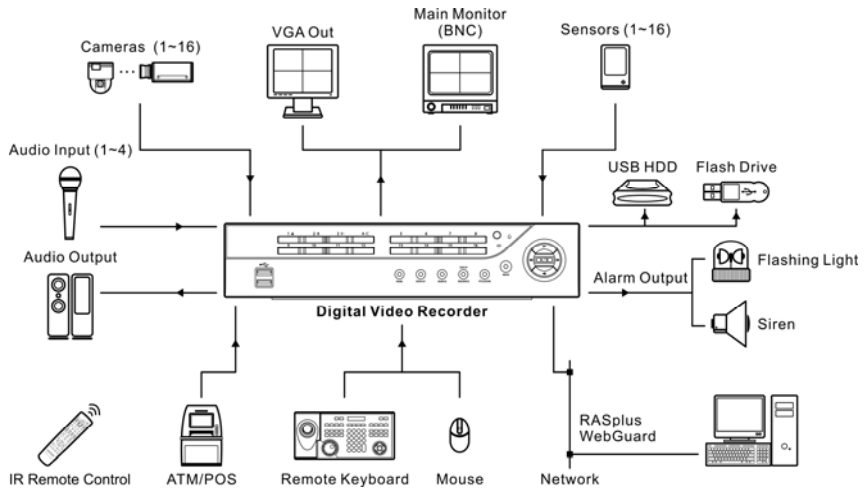 Cameras (1~16)
VGA Out
Main Monitor
(BNC)
Sensors (1~16)
Audio Input (1~4)
USB HDD
Flash Drive
Audio Output
Alarm Output
Flashing Light
Siren
Digital Video Recorder
RASplus
WebGuard
IR Remote Control
ATM/POS
Remote Keyboard
Mouse
Network